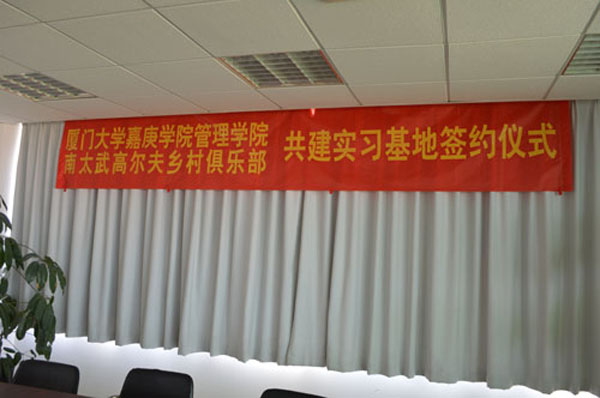 厦门大学嘉庚学院管理学院
南太武高尔夫乡村俱乐部
共建实习基地签约仪式